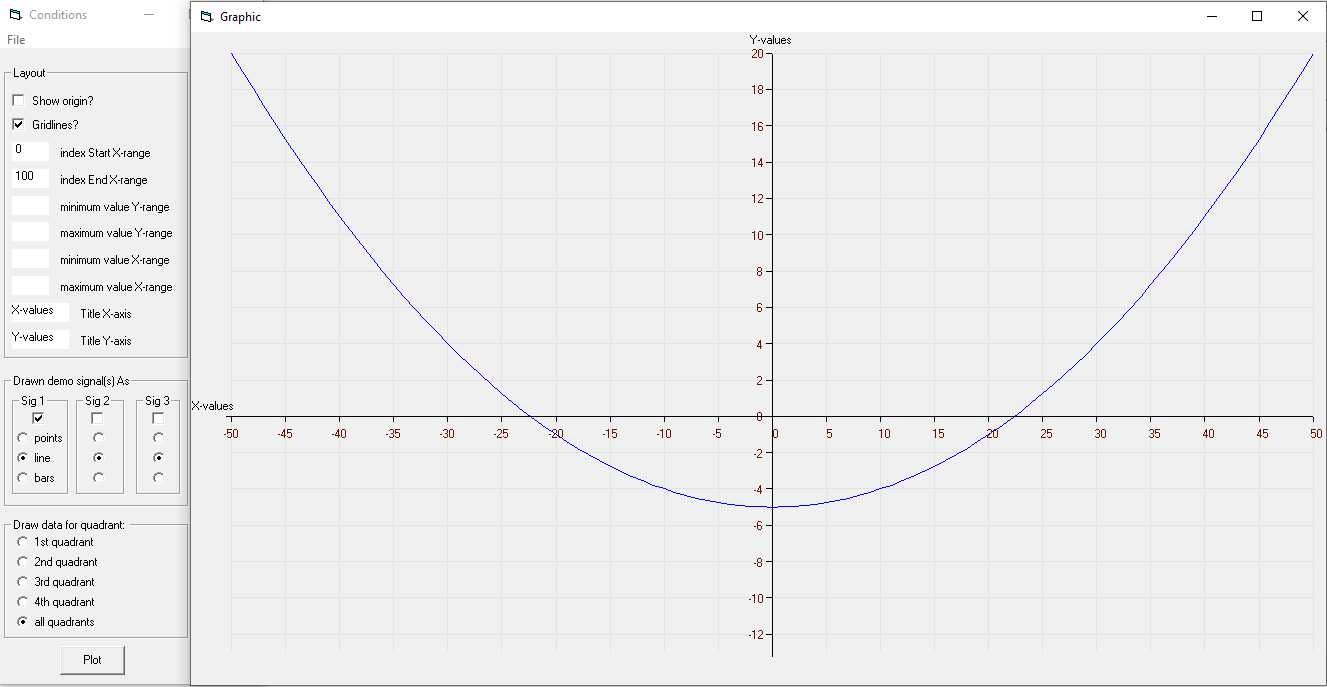 Conditions
File
Layout
Show origin?
Gridlines?
0 index Start X-range
100 index End X-range
minimum value Y-range
maximum value Y-range
minimum value X-range
maximum value X-range
X-values Title X-axis
Y-values Title Y-axis
Drawn demo signal(s) As
Sig 1 Sig 2 Sig 3
points
line
bars
Draw data for quadrant:
1st quadrant
2nd quadrant
3rd quadrant
4th quadrant
all quadrants
Plot
Graphic
Y-values
20
18
16
14
12
10
8
6
4
2
X-values
0
-50 -45 -40 -35 -30 -25 -20 -15 -10 -5 0 5 10 15 20 25 30 35 40 45 50
-2
-4
-6
-8
-10
-12